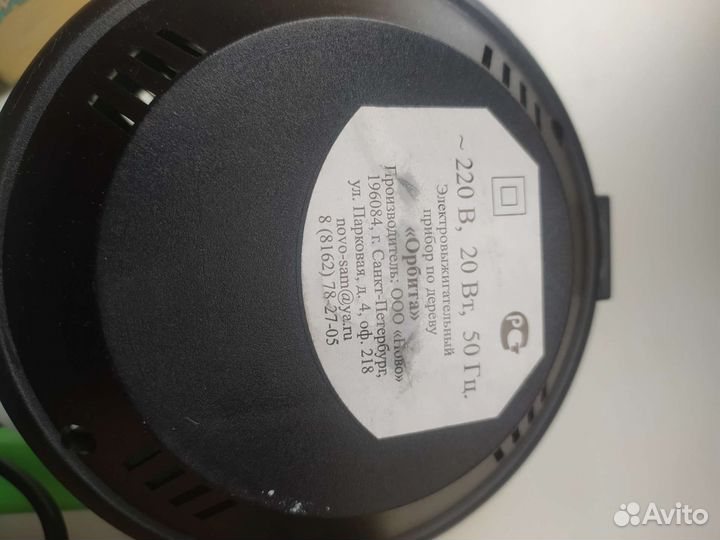 РСТ
~ 220 В, 20 Вт, 50 Гц.
Электровыжигательный
прибор по дереву
«Орбита»
Производитель: ООО «Ново»
196084, г. Санкт-Петербург,
ул. Парковая, д. 4, оф. 218
novo-sam@ya.ru
8 (8162) 78-27-05
Avito